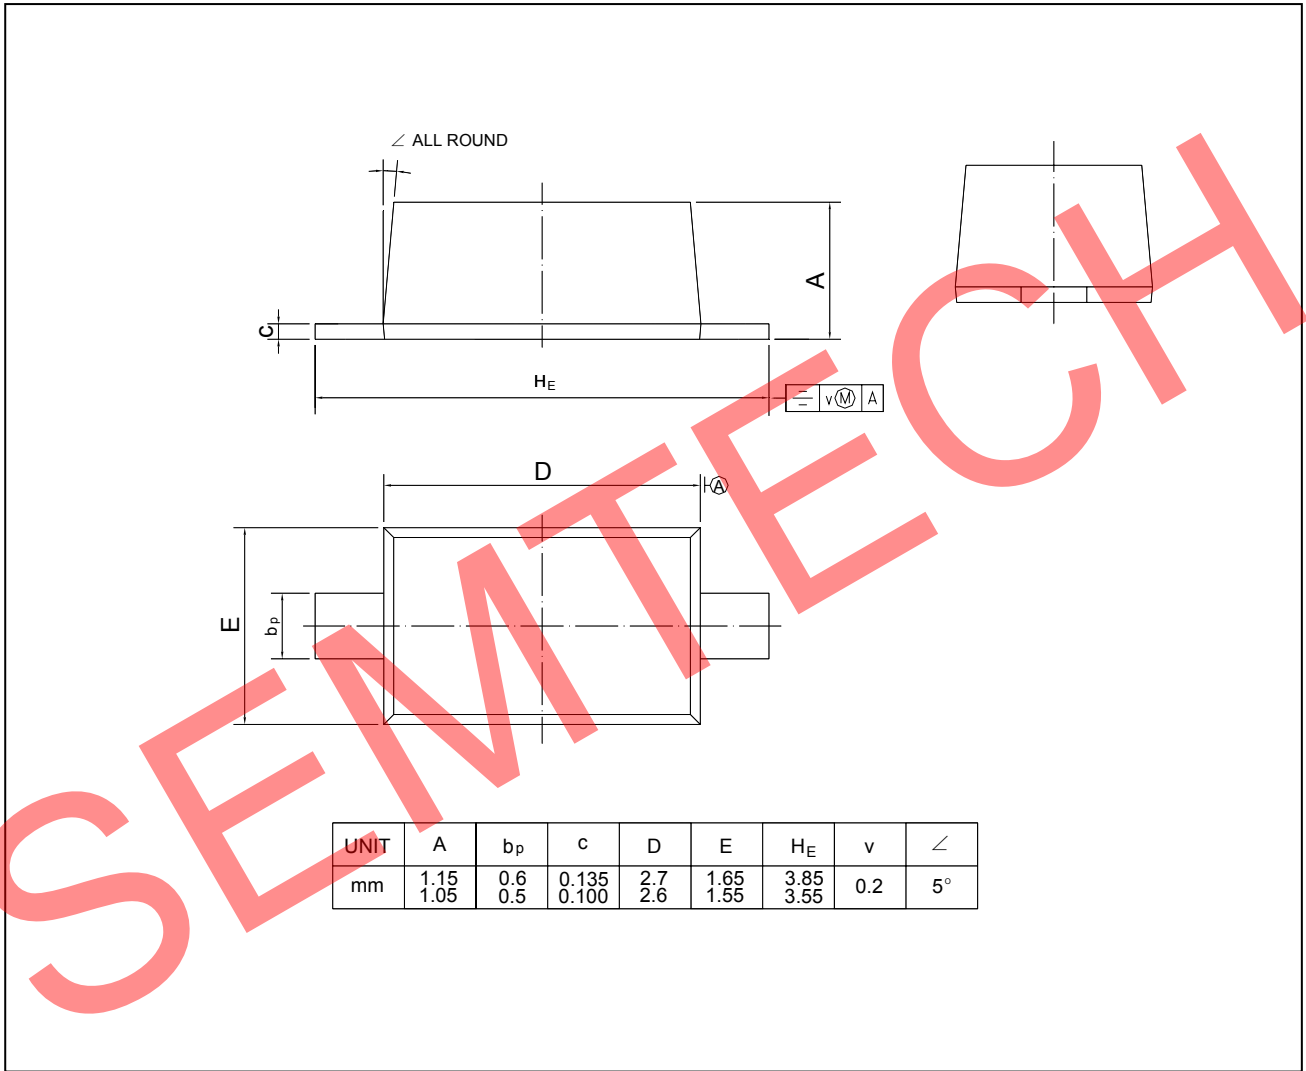 ∠ ALL ROUND
A
c
HE
v Ⓜ A
D
Ⓐ
E
bp
SEMTECH
UNIT A bp c D E HE v ∠
mm 1.15 0.6 0.135 2.7 1.65 3.85 0.2 5°
1.05 0.5 0.100 2.6 1.55 3.55